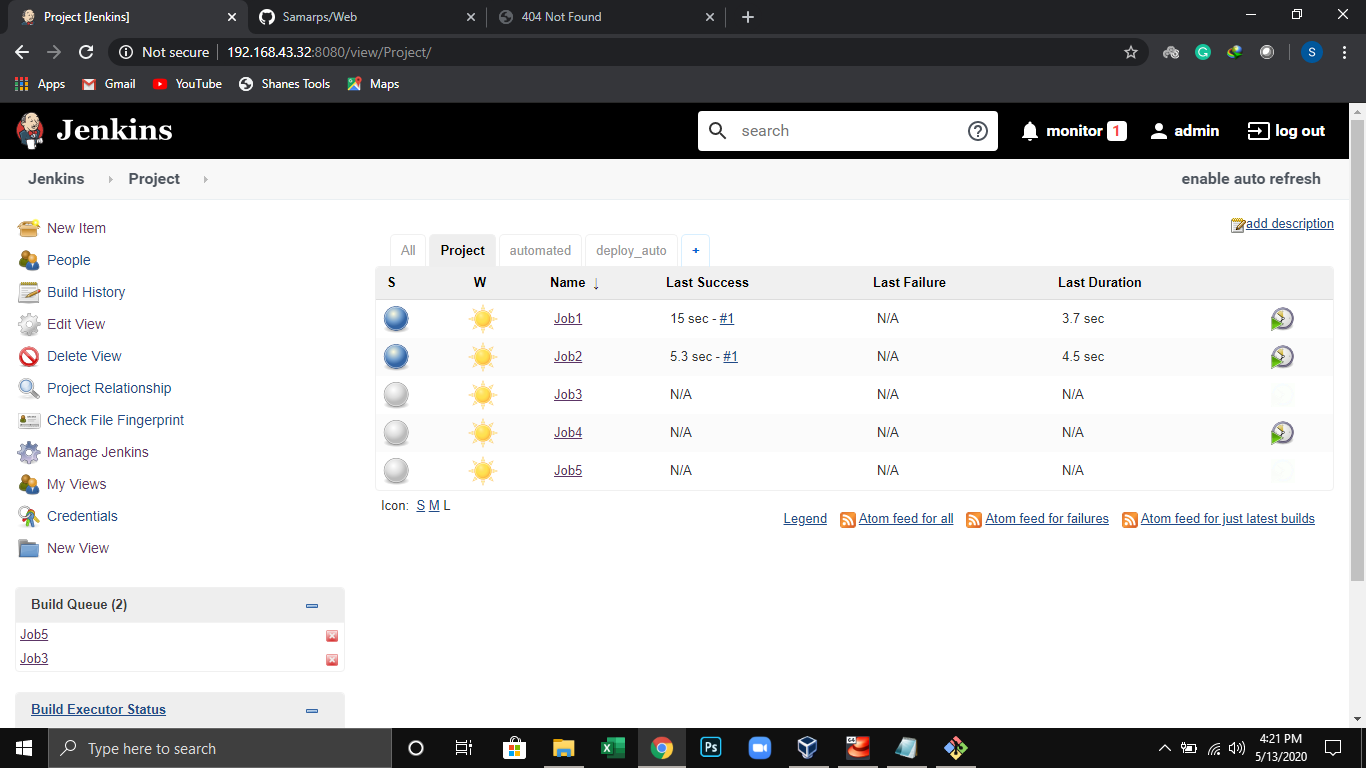 Project [Jenkins]
Samarps/Web
404 Not Found
Not secure
192.168.43.32:8080/view/Project/
S
Apps
Gmail
YouTube
Shanes Tools
Maps
Jenkins
search
monitor 1
admin
log out
Jenkins
Project
enable auto refresh
New Item
People
Build History
Edit View
Delete View
Project Relationship
Check File Fingerprint
Manage Jenkins
My Views
Credentials
New View
Build Queue (2)
Job5
Job3
Build Executor Status
add description
All Project automated deploy_auto +
S W Name ↓ Last Success Last Failure Last Duration
Job1 15 sec - #1 N/A 3.7 sec
Job2 5.3 sec - #1 N/A 4.5 sec
Job3 N/A N/A N/A
Job4 N/A N/A N/A
Job5 N/A N/A N/A
Icon: S M L
Legend Atom feed for all Atom feed for failures Atom feed for just latest builds
Type here to search
Ps
4:21 PM
5/13/2020